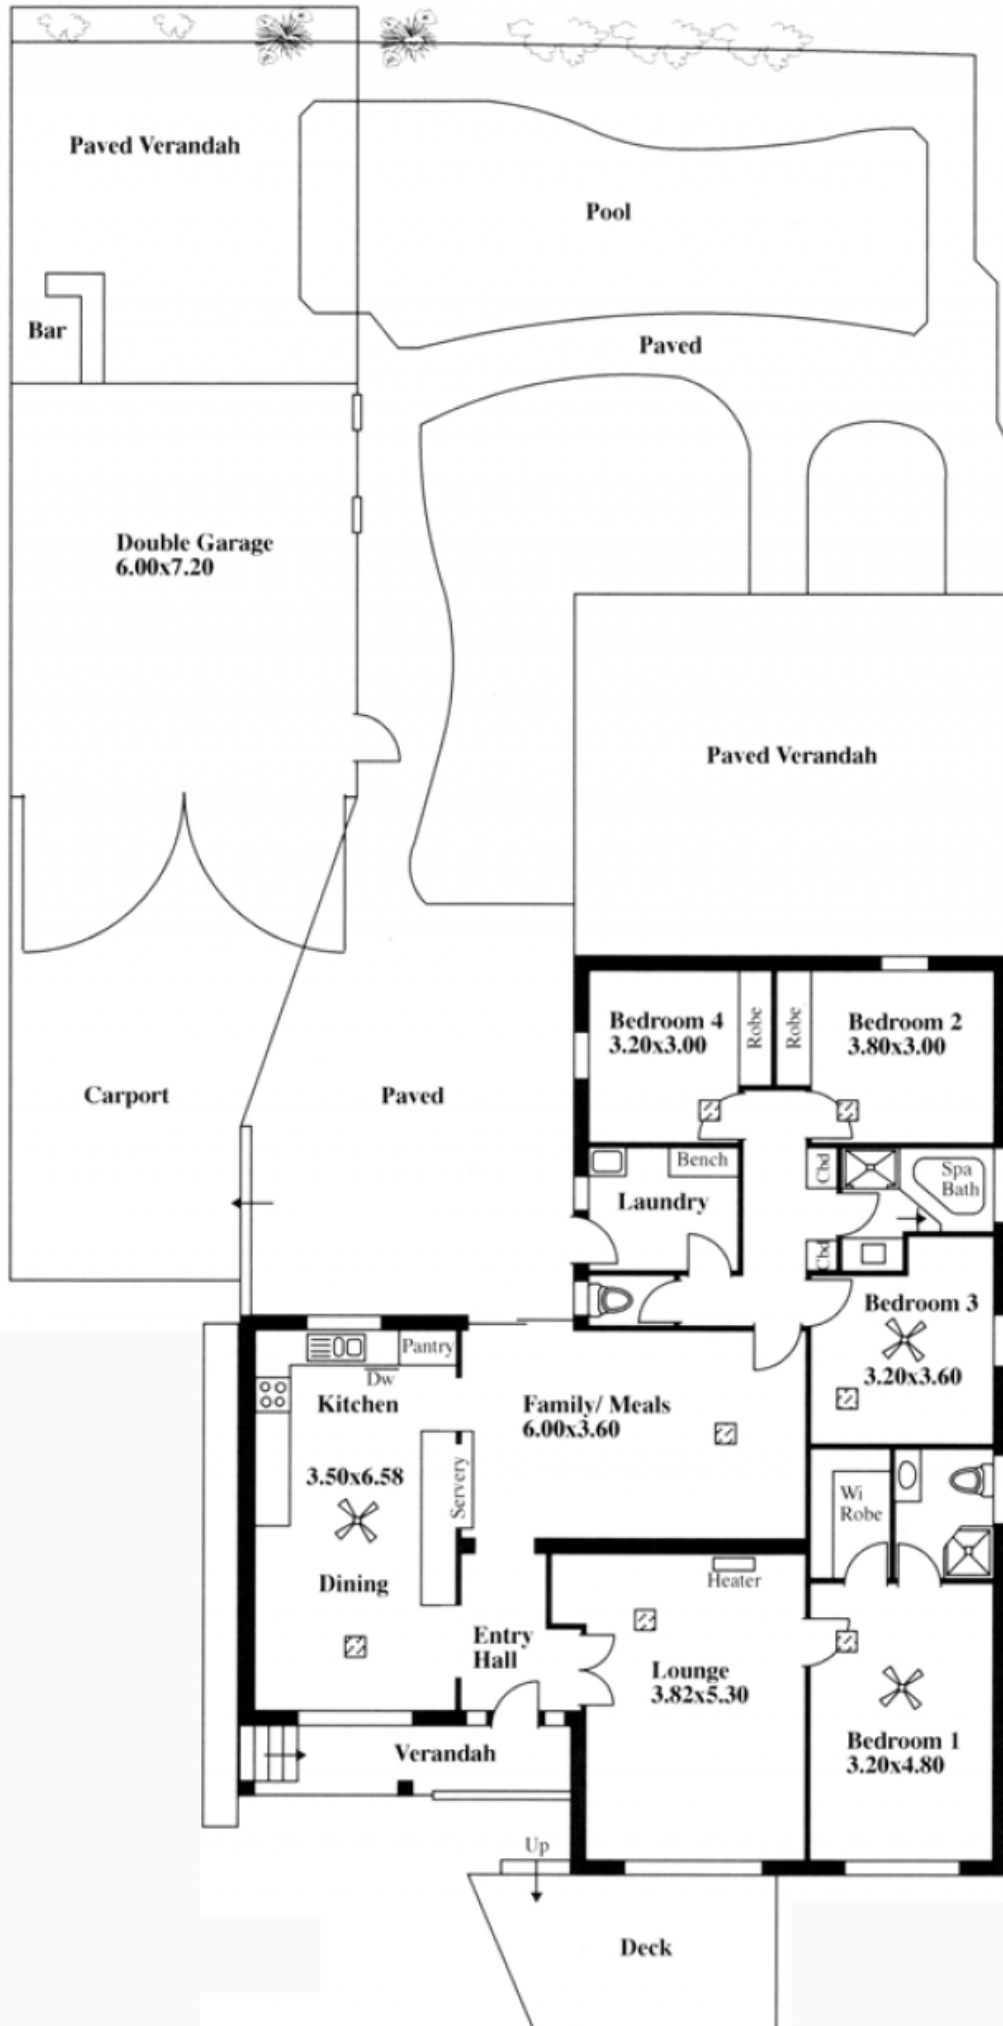 Paved Verandah
Pool
Bar
Paved
Double Garage
6.00x7.20
Paved Verandah
Bedroom 4
3.20x3.00
Robe
Robe
Bedroom 2
3.80x3.00
Carport
Paved
Bench
Cbd
Spa
Bath
Laundry
Cbd
Bedroom 3
3.20x3.60
Pantry
Dw
Kitchen
3.50x6.58
Servery
Family/ Meals
6.00x3.60
Wi
Robe
Dining
Heater
Entry
Hall
Lounge
3.82x5.30
Bedroom 1
3.20x4.80
Verandah
Up
Deck